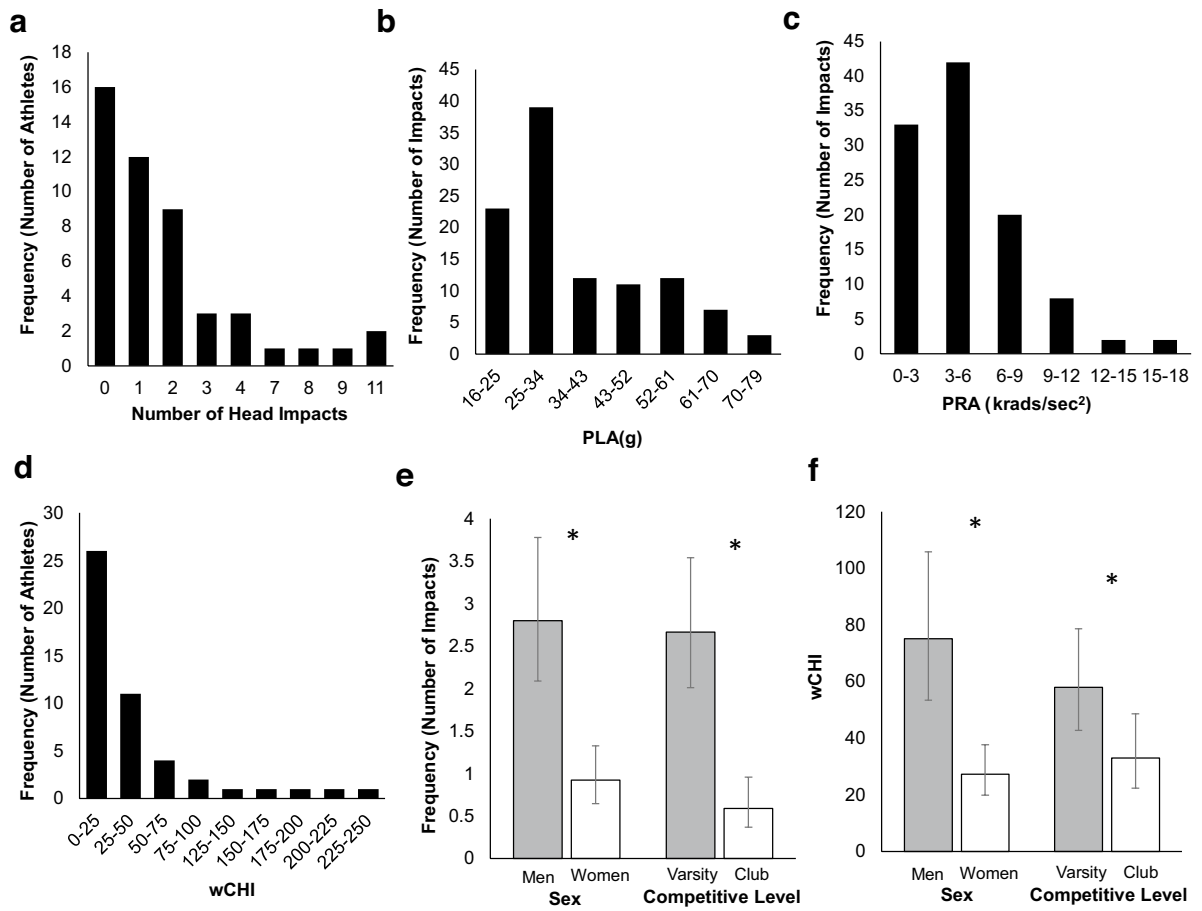 a
Frequency (Number of Athletes)
18
16
14
12
10
8
6
4
2
0
0 1 2 3 4 7 8 9 11
Number of Head Impacts
b
Frequency (Number of Impacts)
45
40
35
30
25
20
15
10
5
0
16-25 25-34 34-43 43-52 52-61 61-70 70-79
PLA(g)
c
Frequency (Number of Impacts)
45
40
35
30
25
20
15
10
5
0
0-3 3-6 6-9 9-12 12-15 15-18
PRA (krads/sec²)
d
Frequency (Number of Athletes)
30
25
20
15
10
5
0
0-25 25-50 50-75 75-100 125-150 150-175 175-200 200-225 225-250
wCHI
e
Frequency (Number of Impacts)
4
3.5
3
2.5
2
1.5
1
0.5
0
* *
Men Women Varsity Club
Sex Competitive Level
f
wCHI
120
100
80
60
40
20
0
* *
Men Women Varsity Club
Sex Competitive Level